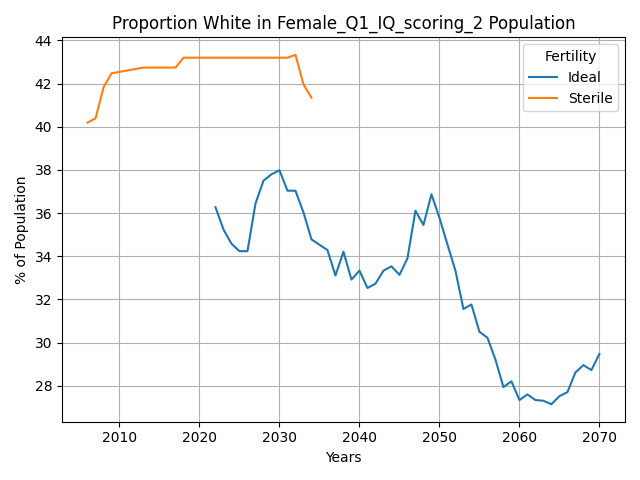 Proportion White in Female_Q1_IQ_scoring_2 Population
44
42
40
38
36
34
32
30
28
% of Population
Fertility
Ideal
Sterile
2010 2020 2030 2040 2050 2060 2070
Years